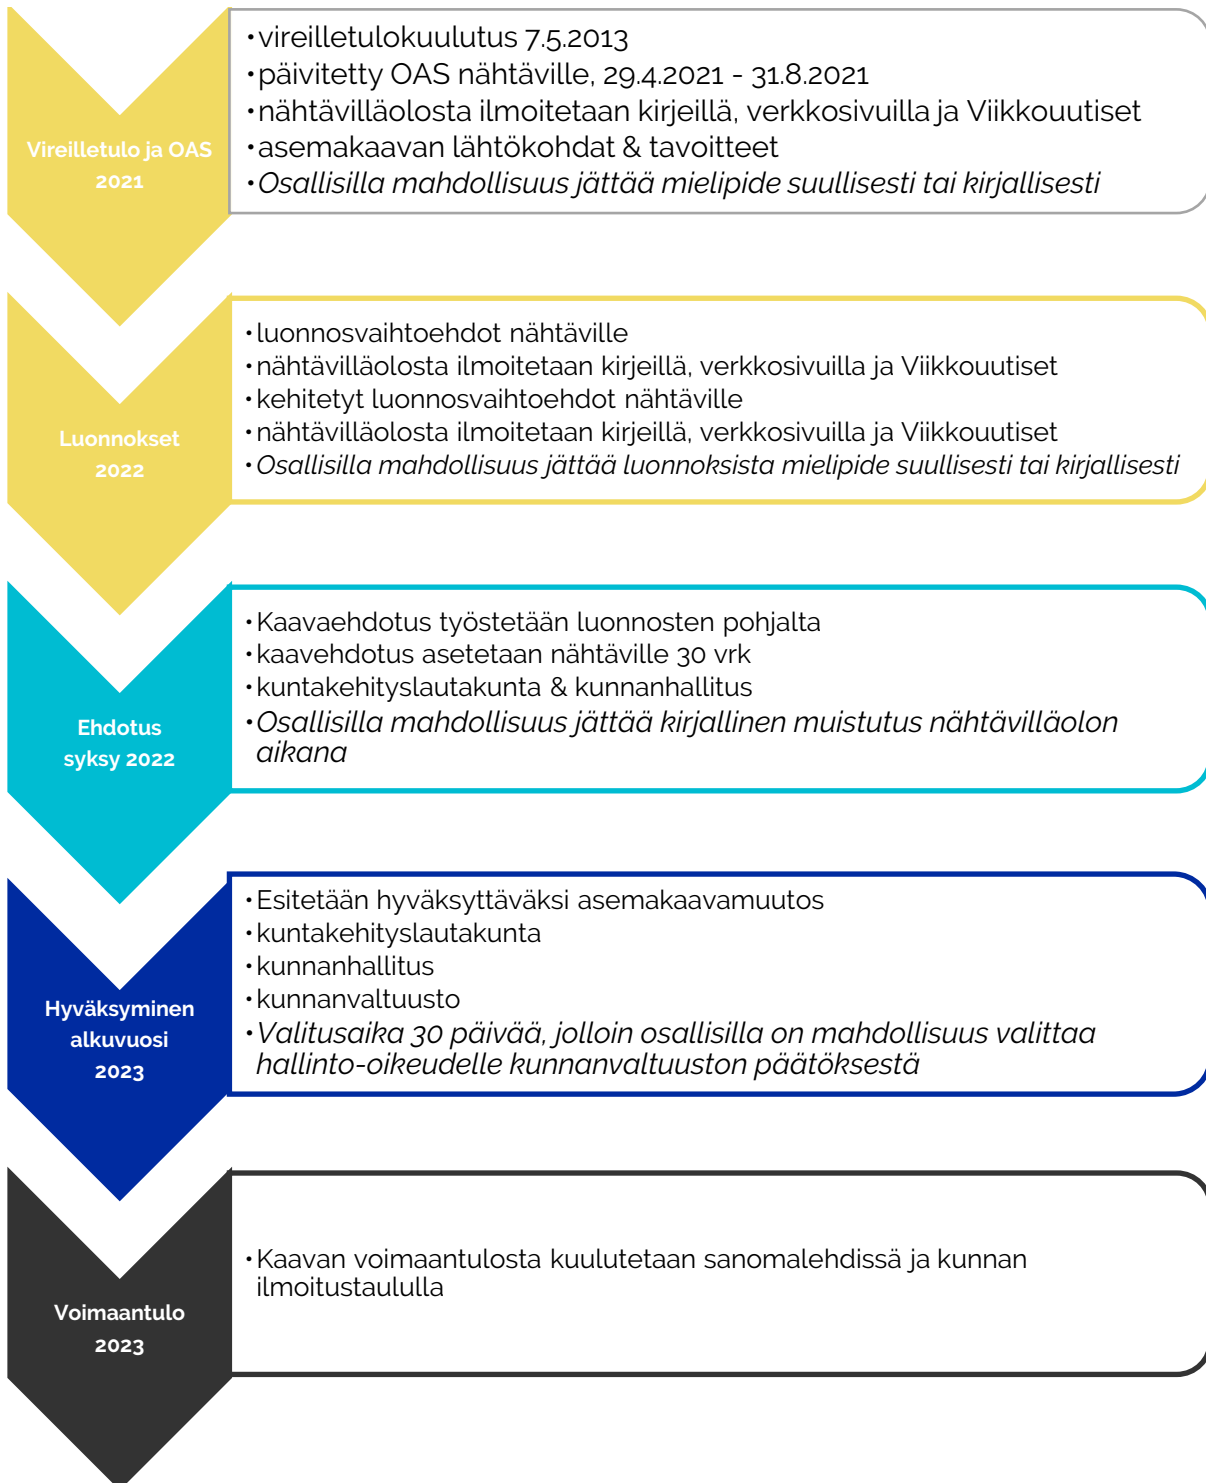 Vireilletulo ja OAS
2021
•vireilletulokuulutus 7.5.2013
•päivitetty OAS nähtäville, 29.4.2021 - 31.8.2021
•nähtävilläolosta ilmoitetaan kirjeillä, verkkosivuilla ja Viikkouutiset
•asemakaavan lähtökohdat & tavoitteet
•Osallisilla mahdollisuus jättää mielipide suullisesti tai kirjallisesti
Luonnokset
2022
•luonnosvaihtoehdot nähtäville
•nähtävilläolosta ilmoitetaan kirjeillä, verkkosivuilla ja Viikkouutiset
•kehitetyt luonnosvaihtoehdot nähtäville
•nähtävilläolosta ilmoitetaan kirjeillä, verkkosivuilla ja Viikkouutiset
•Osallisilla mahdollisuus jättää luonnoksista mielipide suullisesti tai kirjallisesti
Ehdotus
syksy 2022
•Kaavaehdotus työstetään luonnosten pohjalta
•kaavehdotus asetetaan nähtäville 30 vrk
•kuntakehityslautakunta & kunnanhallitus
•Osallisilla mahdollisuus jättää kirjallinen muistutus nähtävilläolon
aikana
Hyväksyminen
alkuvuosi
2023
•Esitetään hyväksyttäväksi asemakaavamuutos
•kuntakehityslautakunta
•kunnanhallitus
•kunnanvaltuusto
•Valitusaika 30 päivää, jolloin osallisilla on mahdollisuus valittaa
hallinto-oikeudelle kunnanvaltuuston päätöksestä
Voimaantulo
2023
•Kaavan voimaantulosta kuulutetaan sanomalehdissä ja kunnan
ilmoitustaululla